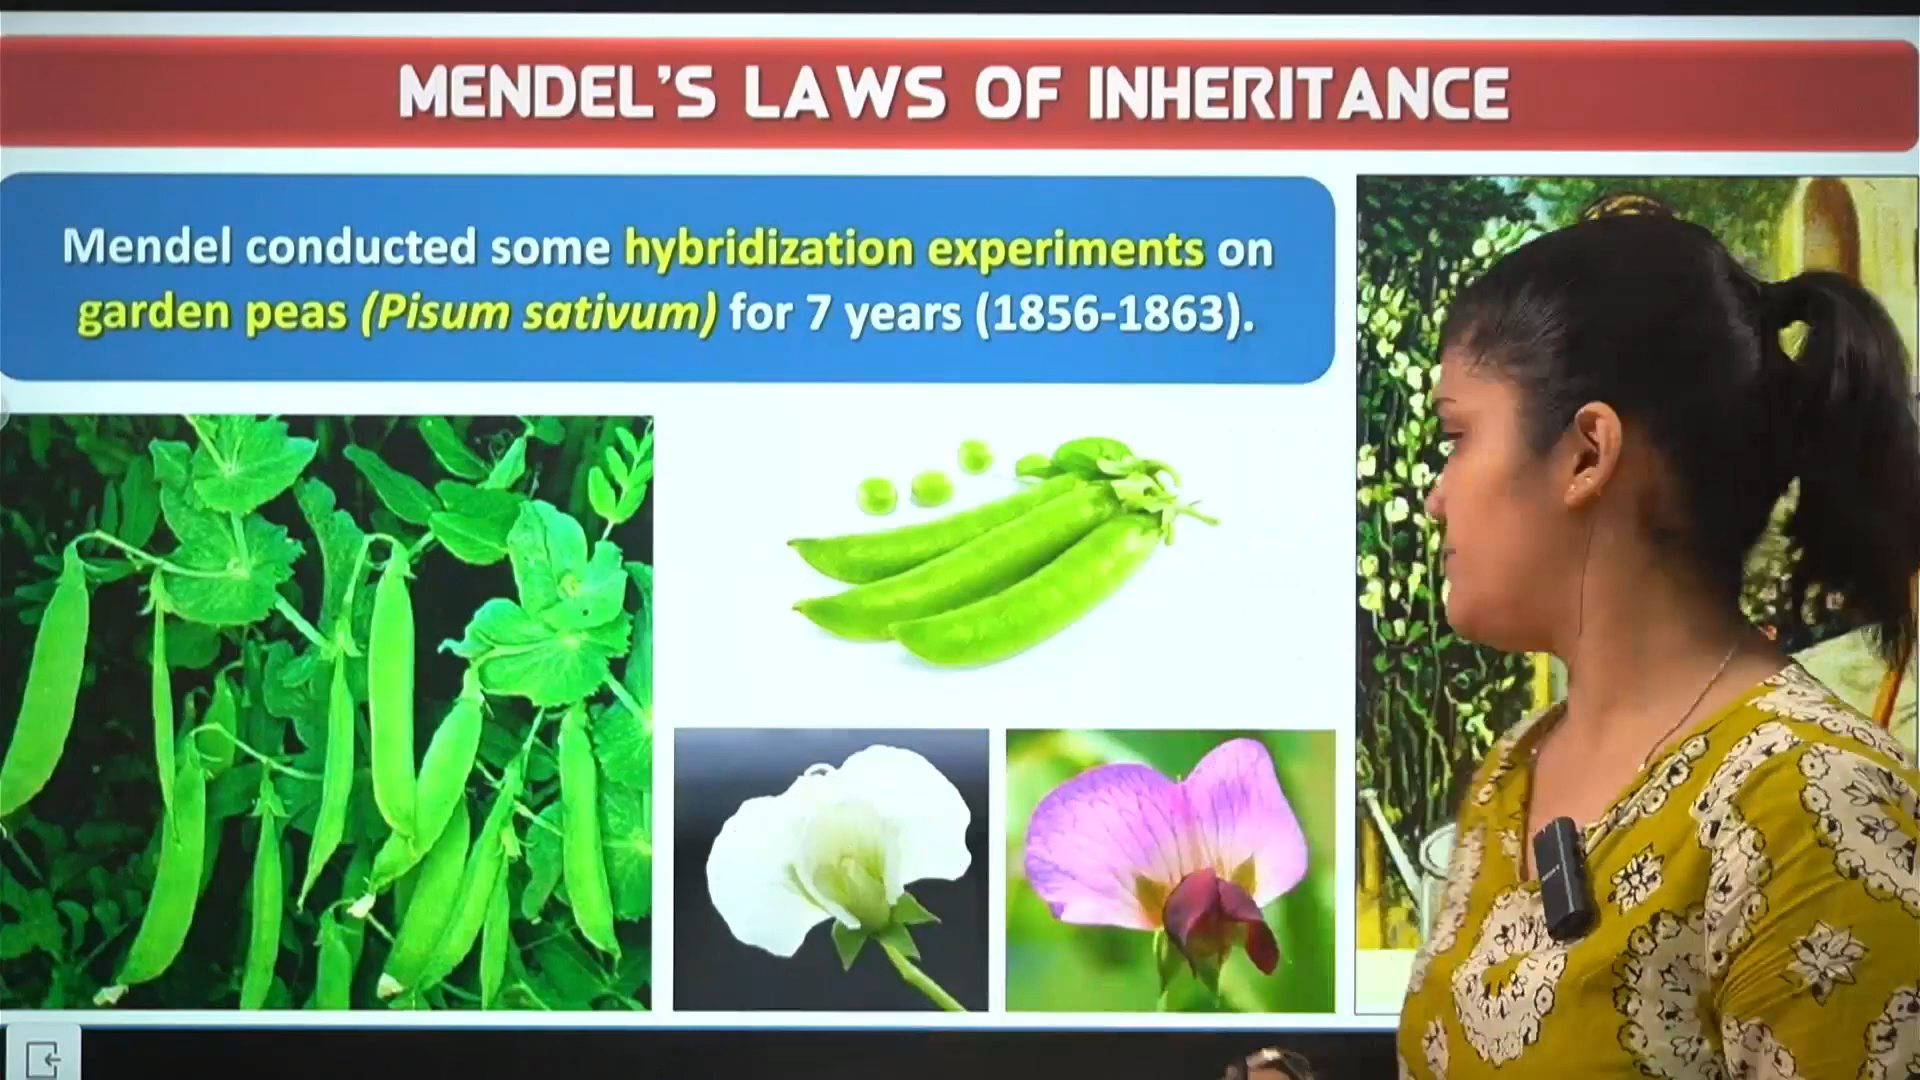 MENDEL'S LAWS OF INHERITANCE
Mendel conducted some hybridization experiments on
garden peas (Pisum sativum) for 7 years (1856-1863).